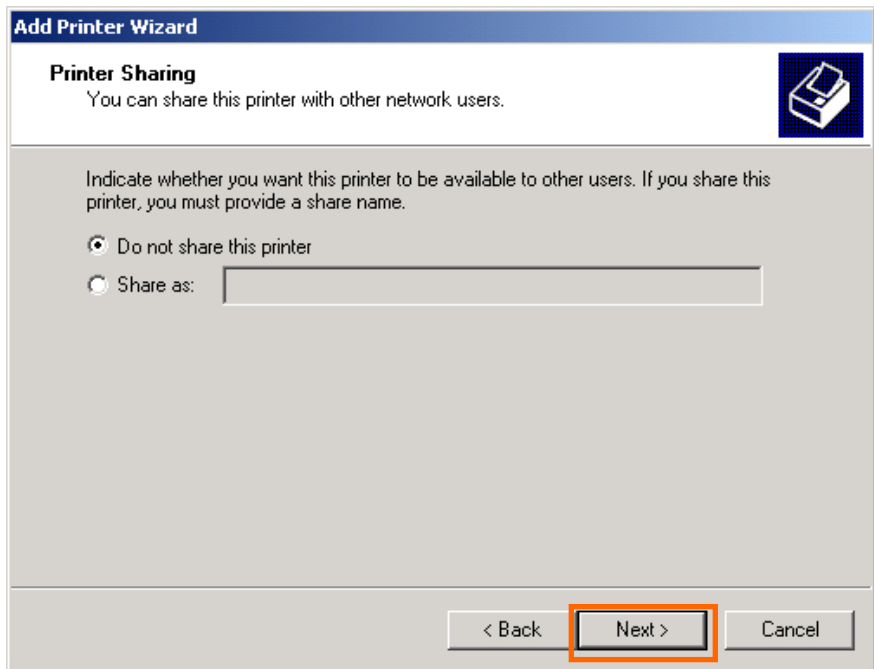 Add Printer Wizard
Printer Sharing
You can share this printer with other network users.
Indicate whether you want this printer to be available to other users. If you share this
printer, you must provide a share name.
Do not share this printer
Share as:
< Back Next > Cancel